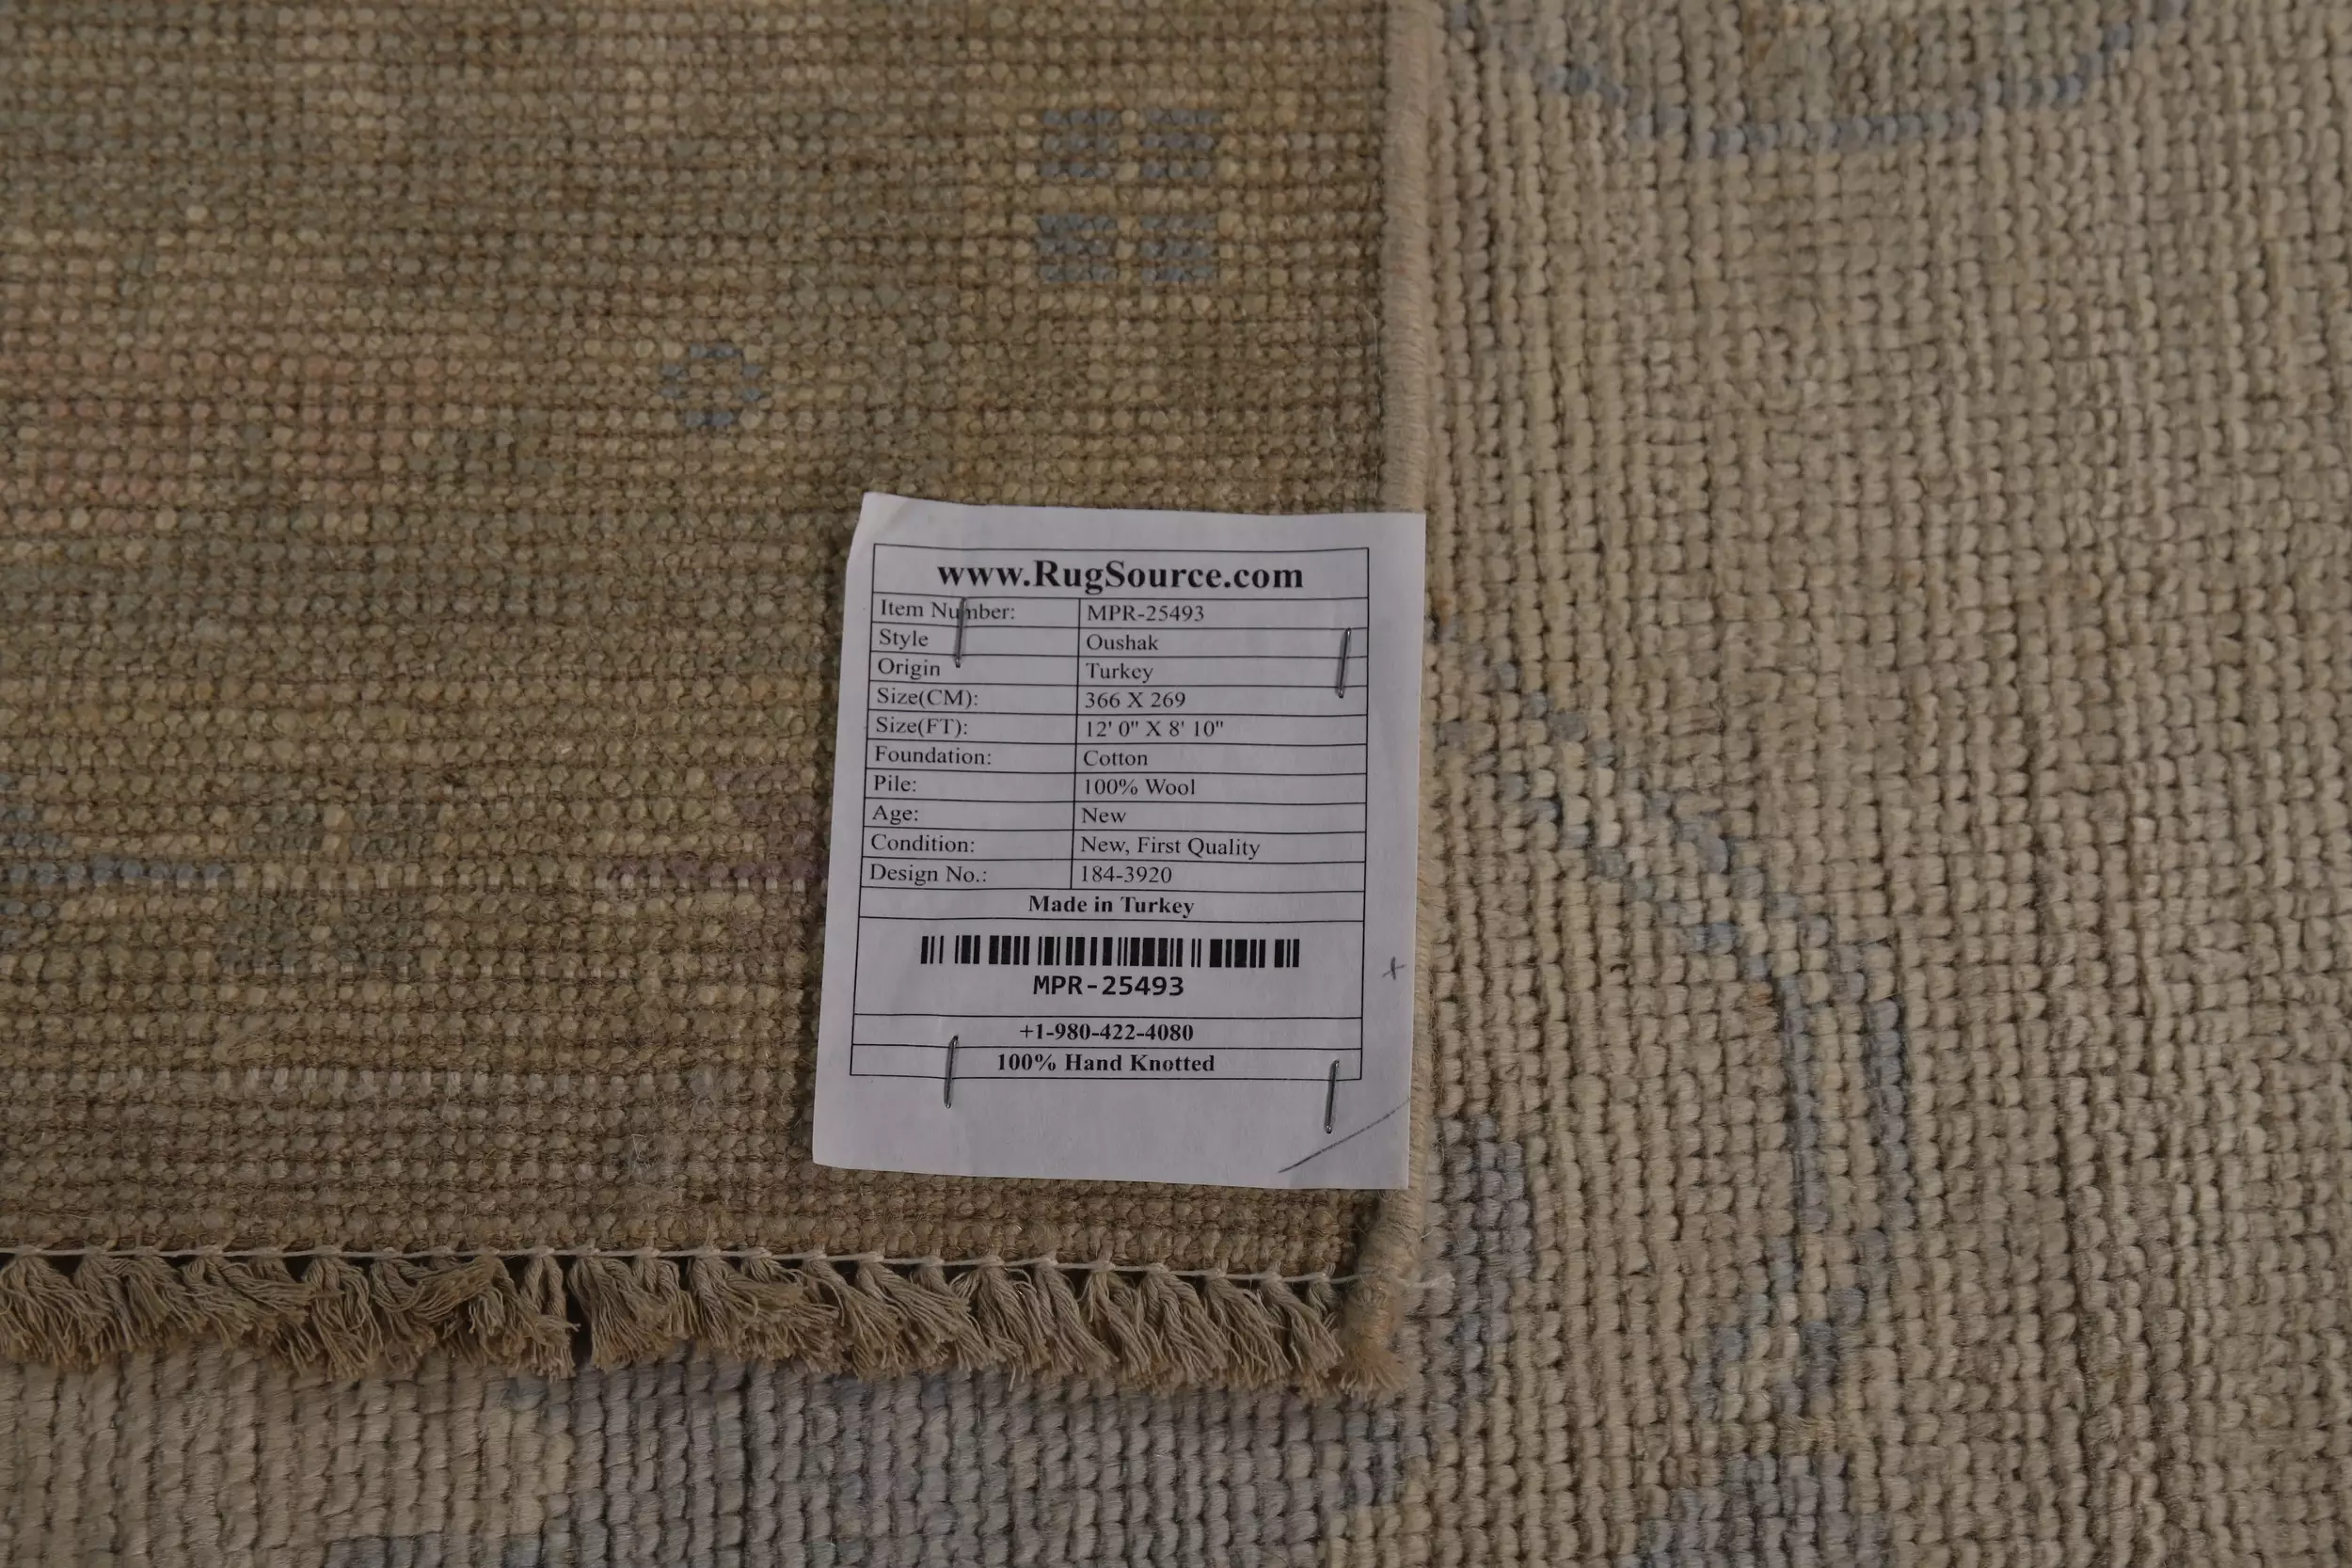 www.RugSource.com
Item Number: MPR-25493
Style Oushak
Origin Turkey
Size(CM): 366 X 269
Size(FT): 12' 0" X 8' 10"
Foundation: Cotton
Pile: 100% Wool
Age: New
Condition: New, First Quality
Design No.: 184-3920
Made in Turkey
MPR-25493
+1-980-422-4080
100% Hand Knotted